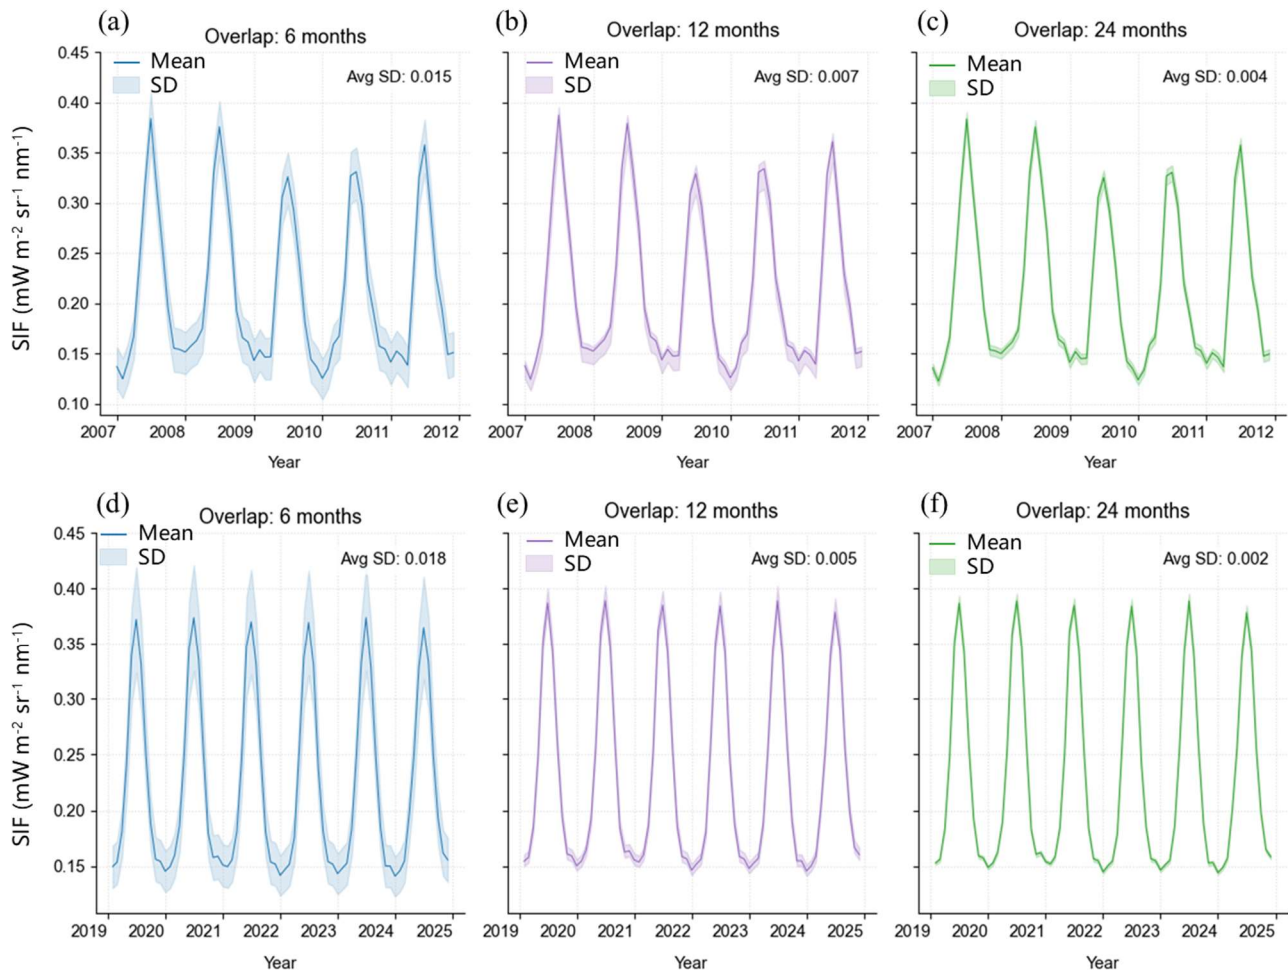 (a)
Overlap: 6 months
Mean
SD
Avg SD: 0.015
0.45
0.40
0.35
0.30
0.25
0.20
0.15
0.10
SIF (mW m-2 sr-1 nm-1)
2007 2008 2009 2010 2011 2012
Year
(b)
Overlap: 12 months
Mean
SD
Avg SD: 0.007
2007 2008 2009 2010 2011 2012
Year
(c)
Overlap: 24 months
Mean
SD
Avg SD: 0.004
2007 2008 2009 2010 2011 2012
Year
(d)
Overlap: 6 months
Mean
SD
Avg SD: 0.018
0.45
0.40
0.35
0.30
0.25
0.20
0.15
SIF (mW m-2 sr-1 nm-1)
2019 2020 2021 2022 2023 2024 2025
Year
(e)
Overlap: 12 months
Mean
SD
Avg SD: 0.005
2019 2020 2021 2022 2023 2024 2025
Year
(f)
Overlap: 24 months
Mean
SD
Avg SD: 0.002
2019 2020 2021 2022 2023 2024 2025
Year